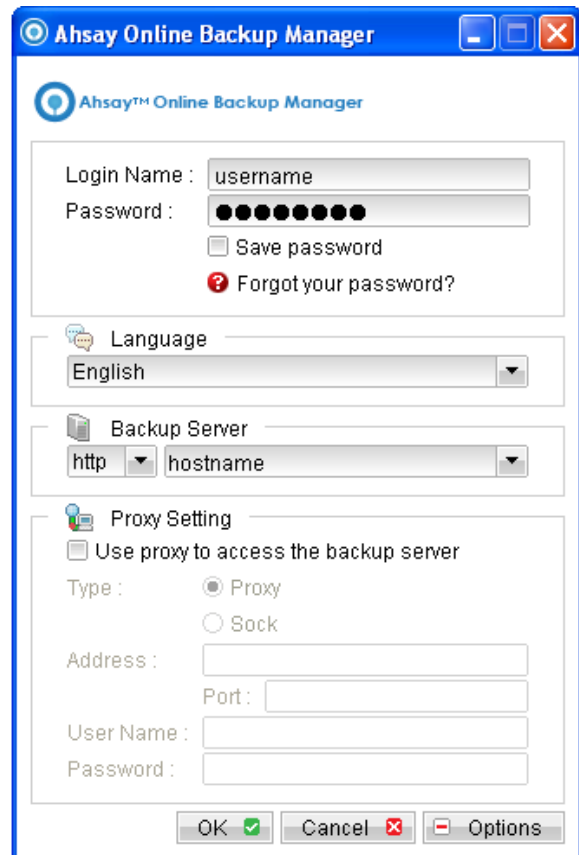 Ahsay Online Backup Manager
Ahsay™ Online Backup Manager
Login Name : username
Password : ●●●●●●●●
Save password
Forgot your password?
Language
English
Backup Server
http hostname
Proxy Setting
Use proxy to access the backup server
Type : Proxy
Sock
Address :
Port :
User Name :
Password :
OK Cancel Options